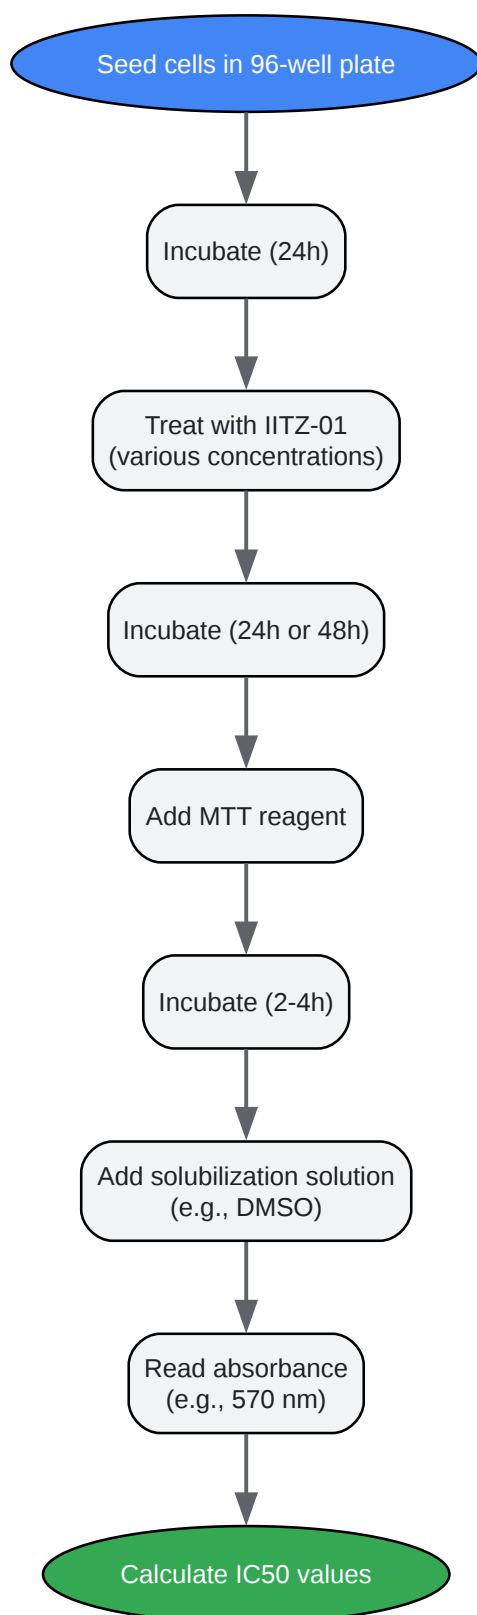 Seed cells in 96-well plate
Incubate (24h)
Treat with IITZ-01
(various concentrations)
Incubate (24h or 48h)
Add MTT reagent
Incubate (2-4h)
Add solubilization solution
(e.g., DMSO)
Read absorbance
(e.g., 570 nm)
Calculate IC50 values